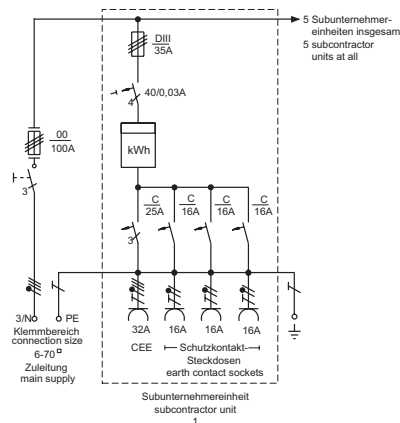 5 Subunternehmer-
einheiten insgesam
5 subcontractor
units at all
DIII
35A
40/0,03A
4
00
100A
kWh
3
C
25A
C
16A
C
16A
C
16A
3
3/N
PE
32A
16A
16A
16A
Klemmbereich
connection size
6-70□
Zuleitung
main supply
CEE
Schutzkontakt-
Steckdosen
earth contact sockets
Subunternehmereinheit
subcontractor unit
1